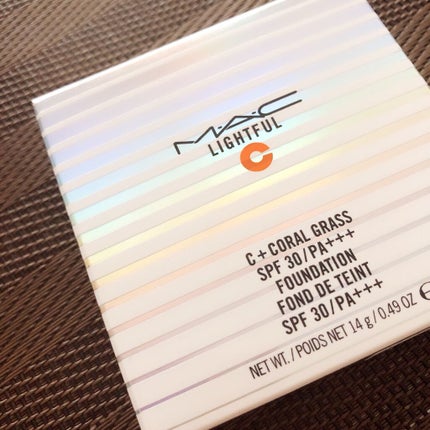 M·A·C
LIGHTFUL
C
C + CORAL GRASS
SPF 30/PA+++
FOUNDATION
FOND DE TEINT
SPF 30/PA+++
NET WT./POIDS NET 14 g/0.49 OZ